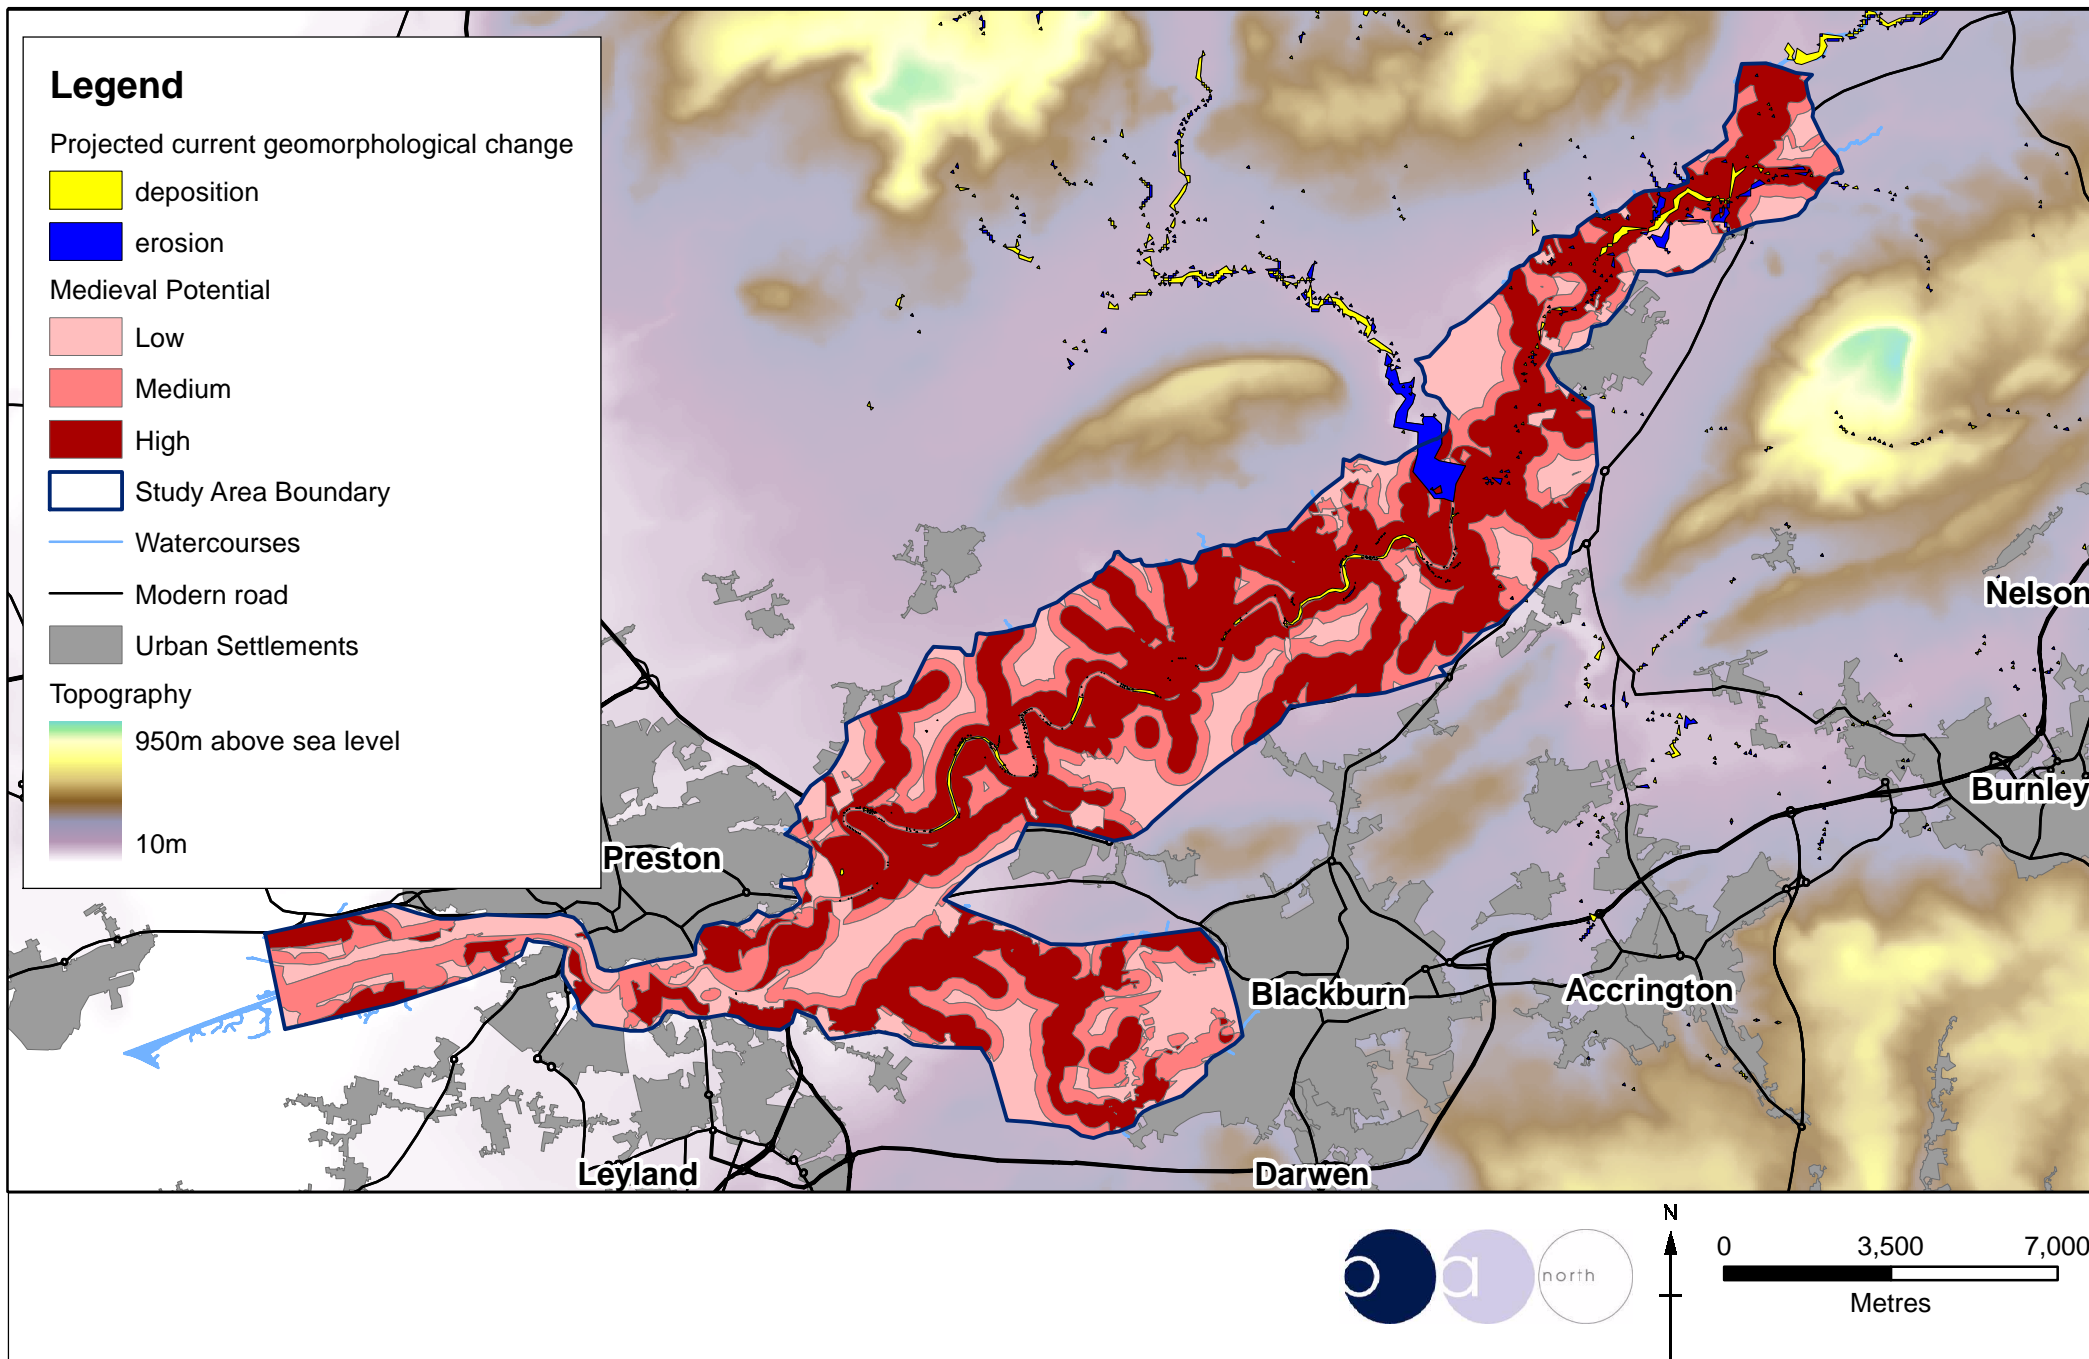 Legend
Projected current geomorphological change
deposition
erosion
Medieval Potential
Low
Medium
High
Study Area Boundary
Watercourses
Modern road
Urban Settlements
Topography
950m above sea level
10m
Nelson
Burnley
Preston
Blackburn
Accrington
Leyland
Darwen
o a north
N
0 3,500 7,000
Metres